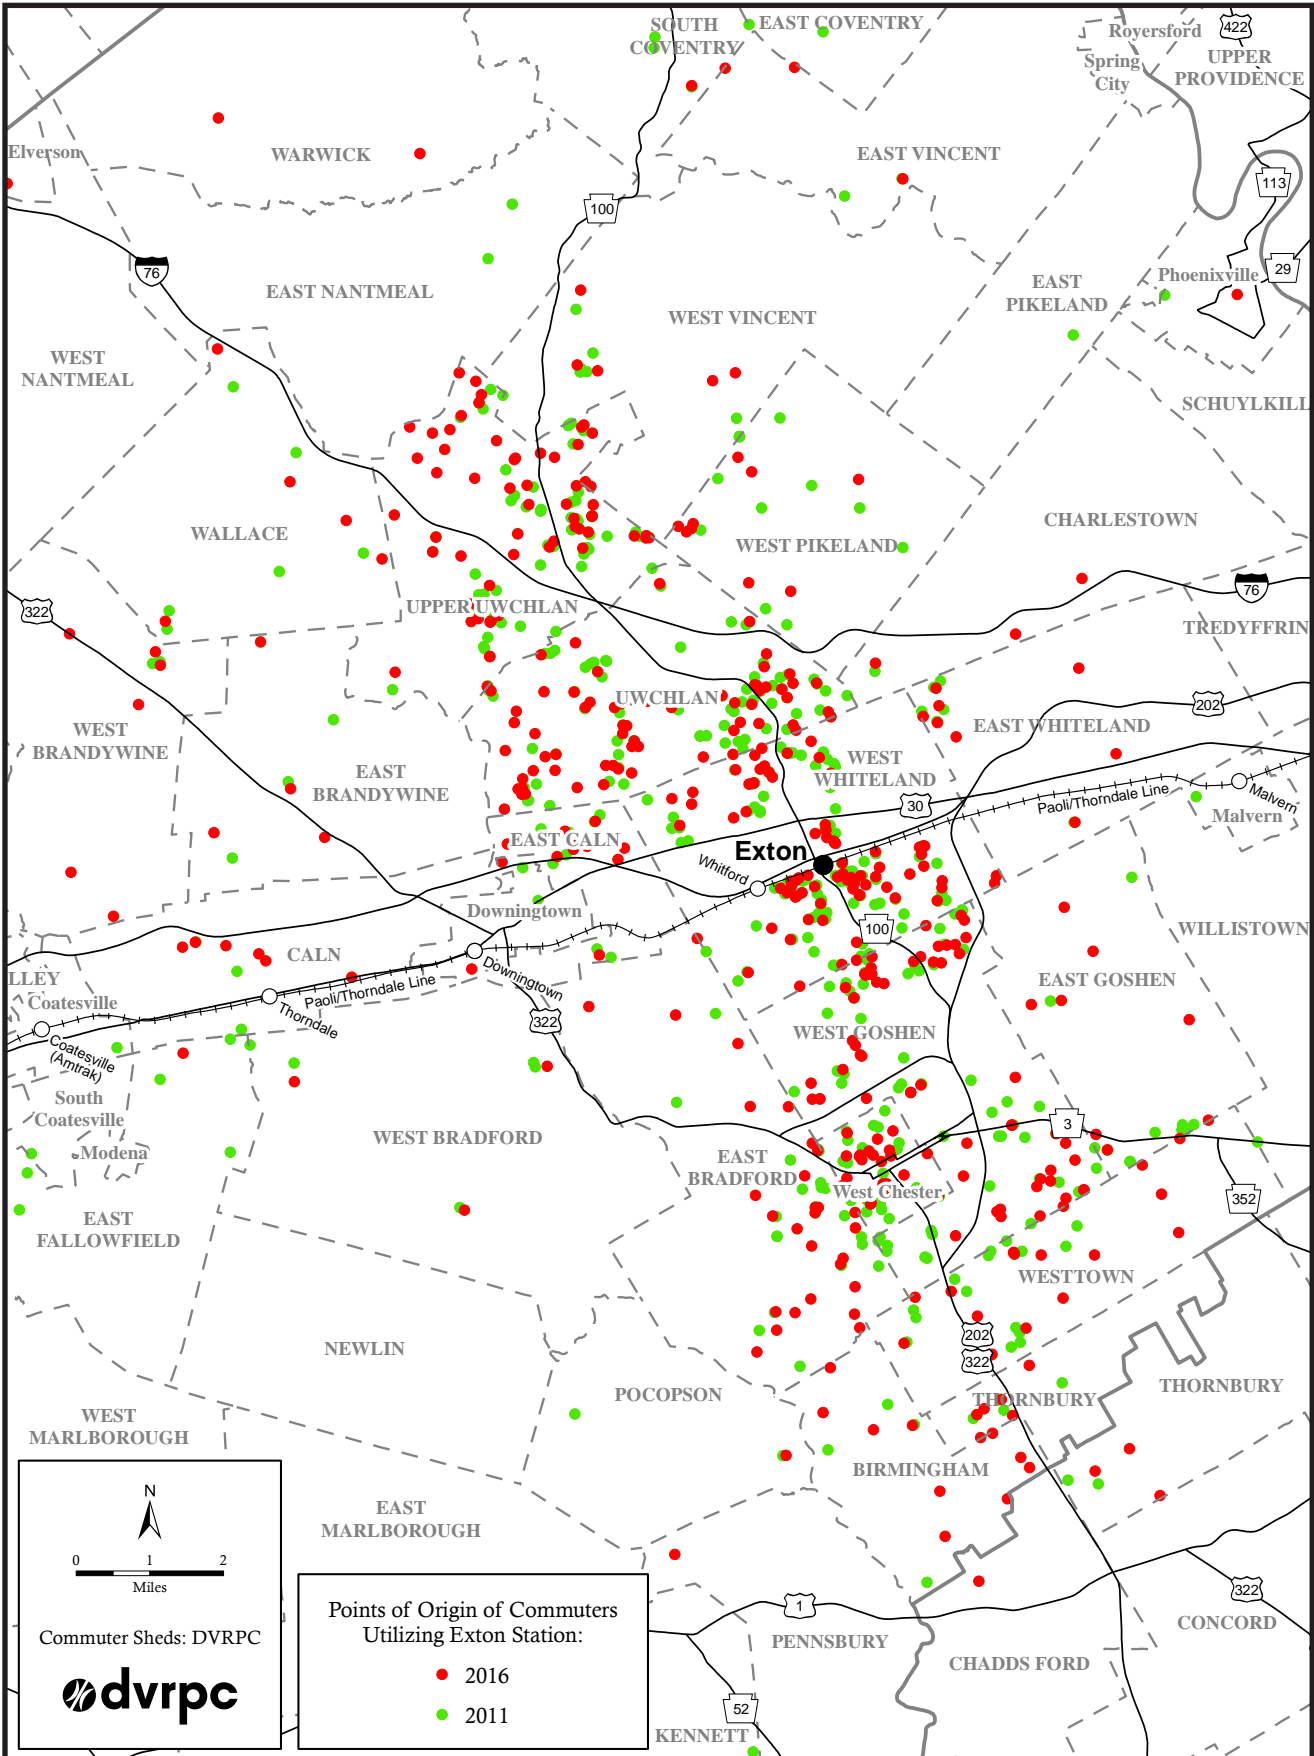 SOUTH
COVENTRY
EAST COVENTRY
Royersford
422
Spring
City
UPPER
PROVIDENCE
Elverson
WARWICK
EAST VINCENT
113
100
76
29
Phoenixville
EAST NANTMEAL
EAST
PIKELAND
WEST VINCENT
WEST
NANTMEAL
SCHUYLKILL
WALLACE
CHARLESTOWN
WEST PIKELAND
76
322
UPPER UWCHLAN
TREDYFFRIN
UWCHLAN
202
WEST
BRANDYWINE
EAST WHITELAND
WEST
WHITELAND
EAST
BRANDYWINE
30
Paoli/Thorndale Line
Malvern
Malvern
EAST CALN
Exton
Whitford
Downingtown
100
WILLISTOWN
CALN
LLEY
Coatesville
Downingtown
EAST GOSHEN
Paoli/Thorndale Line
Thorndale
322
WEST GOSHEN
Coatesville
(Amtrak)
South
Coatesville
3
WEST BRADFORD
Modena
EAST
BRADFORD
West Chester
352
EAST
FALLOWFIELD
WESTTOWN
202
NEWLIN
322
POCOPSON
THORNBURY
THORNBURY
WEST
MARLBOROUGH
BIRMINGHAM
EAST
MARLBOROUGH
N
0 1 2
Miles
Commuter Sheds: DVRPC
dvrpc
Points of Origin of Commuters
Utilizing Exton Station:
2016
2011
1
322
PENNSBURY
CONCORD
CHADDS FORD
52
KENNETT